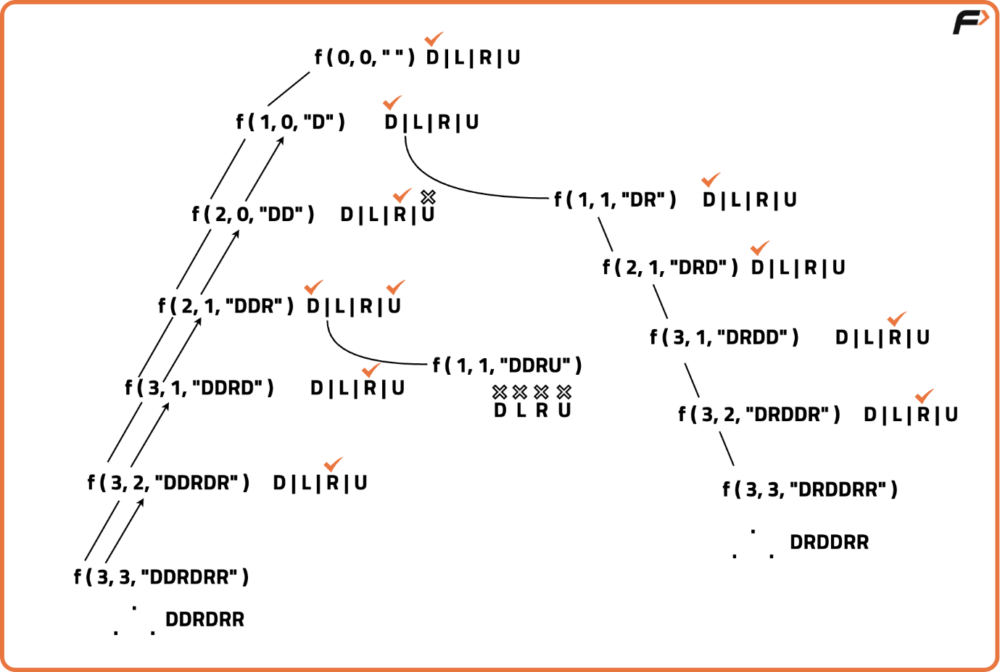 F
f ( 0, 0, " " ) D | L | R | U
f ( 1, 0, "D" ) D | L | R | U
f ( 1, 1, "DR" ) D | L | R | U
f ( 2, 0, "DD" ) D | L | R | U
f ( 2, 1, "DRD" ) D | L | R | U
f ( 2, 1, "DDR" ) D | L | R | U
f ( 3, 1, "DRDD" ) D | L | R | U
f ( 1, 1, "DDRU" )
f ( 3, 1, "DDRD" ) D | L | R | U
D L R U
f ( 3, 2, "DRDDR" ) D | L | R | U
f ( 3, 2, "DDRDR" ) D | L | R | U
f ( 3, 3, "DRDDRR" )
DRDDRR
f ( 3, 3, "DDRDRR" )
DDRDRR